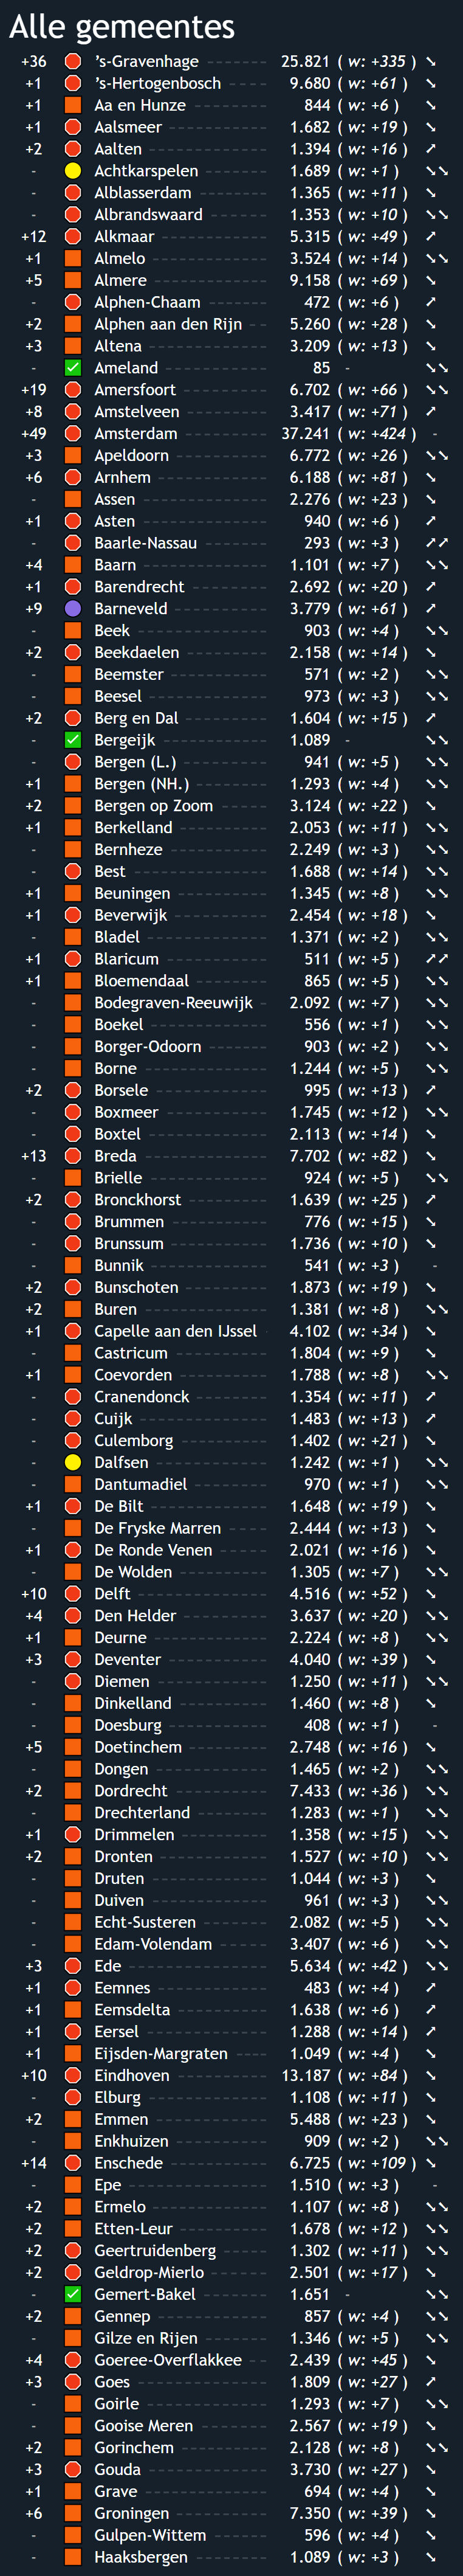 Alle gemeentes
+36 's-Gravenhage 25.821 ( w: +335 ) ➘
+1 's-Hertogenbosch 9.680 ( w: +61 ) ➘
+1 Aa en Hunze 844 ( w: +6 ) ➘
+1 Aalsmeer 1.682 ( w: +19 ) ➘
+2 Aalten 1.394 ( w: +16 ) ➚
- Achtkarspelen 1.689 ( w: +1 ) ➘➘
- Alblasserdam 1.365 ( w: +11 ) ➘
- Albrandswaard 1.353 ( w: +10 ) ➘➘
+12 Alkmaar 5.315 ( w: +49 ) ➚
+1 Almelo 3.524 ( w: +14 ) ➘➘
+5 Almere 9.158 ( w: +69 ) ➘
- Alphen-Chaam 472 ( w: +6 ) ➚
+2 Alphen aan den Rijn 5.260 ( w: +28 ) ➘
+3 Altena 3.209 ( w: +13 ) ➘
- Ameland 85 - ➘➘
+19 Amersfoort 6.702 ( w: +66 ) ➘➘
+8 Amstelveen 3.417 ( w: +71 ) ➚
+49 Amsterdam 37.241 ( w: +424 ) -
+3 Apeldoorn 6.772 ( w: +26 ) ➘➘
+6 Arnhem 6.188 ( w: +81 ) ➘
- Assen 2.276 ( w: +23 ) ➘
+1 Asten 940 ( w: +6 ) ➚
- Baarle-Nassau 293 ( w: +3 ) ➚➚
+4 Baarn 1.101 ( w: +7 ) ➘➘
+1 Barendrecht 2.692 ( w: +20 ) ➚
+9 Barneveld 3.779 ( w: +61 ) ➚
- Beek 903 ( w: +4 ) ➘➘
+2 Beekdaelen 2.158 ( w: +14 ) ➘
- Beemster 571 ( w: +2 ) ➘➘
- Beesel 973 ( w: +3 ) ➘➘
+2 Berg en Dal 1.604 ( w: +15 ) ➚
- Bergeijk 1.089 - ➘➘
- Bergen (L.) 941 ( w: +5 ) ➘➘
+1 Bergen (NH.) 1.293 ( w: +4 ) ➘➘
+2 Bergen op Zoom 3.124 ( w: +22 ) ➘
+1 Berkelland 2.053 ( w: +11 ) ➘➘
- Bernheze 2.249 ( w: +3 ) ➘➘
- Best 1.688 ( w: +14 ) ➘➘
+1 Beuningen 1.345 ( w: +8 ) ➘➘
+1 Beverwijk 2.454 ( w: +18 ) ➘
- Bladel 1.371 ( w: +2 ) ➘➘
+1 Blaricum 511 ( w: +5 ) ➚➚
+1 Bloemendaal 865 ( w: +5 ) ➘➘
- Bodegraven-Reeuwijk 2.092 ( w: +7 ) ➘➘
- Boekel 556 ( w: +1 ) ➘➘
- Borger-Odoorn 903 ( w: +2 ) ➘➘
- Borne 1.244 ( w: +5 ) ➘➘
+2 Borsele 995 ( w: +13 ) ➚
- Boxmeer 1.745 ( w: +12 ) ➘➘
- Boxtel 2.113 ( w: +14 ) ➘
+13 Breda 7.702 ( w: +82 ) ➘
- Brielle 924 ( w: +5 ) ➘➘
+2 Bronckhorst 1.639 ( w: +25 ) ➚
- Brummen 776 ( w: +15 ) ➘
- Brunssum 1.736 ( w: +10 ) ➘
- Bunnik 541 ( w: +3 ) -
+2 Bunschoten 1.873 ( w: +19 ) ➘
+2 Buren 1.381 ( w: +8 ) ➘➘
+1 Capelle aan den IJssel 4.102 ( w: +34 ) ➘
- Castricum 1.804 ( w: +9 ) ➘
+1 Coevorden 1.788 ( w: +8 ) ➘➘
- Cranendonck 1.354 ( w: +11 ) ➚
- Cuijk 1.483 ( w: +13 ) ➚
- Culemborg 1.402 ( w: +21 ) ➘
- Dalfsen 1.242 ( w: +1 ) ➘➘
- Dantumadiel 970 ( w: +1 ) ➘➘
+1 De Bilt 1.648 ( w: +19 ) ➘
- De Fryske Marren 2.444 ( w: +13 ) ➘
+1 De Ronde Venen 2.021 ( w: +16 ) ➘
- De Wolden 1.305 ( w: +7 ) ➘➘
+10 Delft 4.516 ( w: +52 ) ➘
+4 Den Helder 3.637 ( w: +20 ) ➘➘
+1 Deurne 2.224 ( w: +8 ) ➘➘
+3 Deventer 4.040 ( w: +39 ) ➘
- Diemen 1.250 ( w: +11 ) ➘➘
- Dinkelland 1.460 ( w: +8 ) ➘
- Doesburg 408 ( w: +1 ) -
+5 Doetinchem 2.748 ( w: +16 ) ➘
- Dongen 1.465 ( w: +2 ) ➘➘
+2 Dordrecht 7.433 ( w: +36 ) ➘➘
- Drechterland 1.283 ( w: +1 ) ➘➘
+1 Drimmelen 1.358 ( w: +15 ) ➘➘
+2 Dronten 1.527 ( w: +10 ) ➘➘
- Druten 1.044 ( w: +3 ) ➘
- Duiven 961 ( w: +3 ) ➘➘
- Echt-Susteren 2.082 ( w: +5 ) ➘➘
- Edam-Volendam 3.407 ( w: +6 ) ➘➘
+3 Ede 5.634 ( w: +42 ) ➘➘
+1 Eemnes 483 ( w: +4 ) ➚
+1 Eemsdelta 1.638 ( w: +6 ) ➚
+1 Eersel 1.288 ( w: +14 ) ➚
+1 Eijsden-Margraten 1.049 ( w: +4 ) ➘
+10 Eindhoven 13.187 ( w: +84 ) ➘
- Elburg 1.108 ( w: +11 ) ➘
+2 Emmen 5.488 ( w: +23 ) ➘
- Enkhuizen 909 ( w: +2 ) ➘➘
+14 Enschede 6.725 ( w: +109 ) ➘
- Epe 1.510 ( w: +3 ) -
+2 Ermelo 1.107 ( w: +8 ) ➘➘
+2 Etten-Leur 1.678 ( w: +12 ) ➘➘
+2 Geertruidenberg 1.302 ( w: +11 ) ➘➘
+2 Geldrop-Mierlo 2.501 ( w: +17 ) ➘
- Gemert-Bakel 1.651 - ➘➘
+2 Gennep 857 ( w: +4 ) ➘➘
- Gilze en Rijen 1.346 ( w: +5 ) ➘➘
+4 Goeree-Overflakkee 2.439 ( w: +45 ) ➘
+3 Goes 1.809 ( w: +27 ) ➚
- Goirle 1.293 ( w: +7 ) ➘➘
- Gooise Meren 2.567 ( w: +19 ) ➘
+2 Gorinchem 2.128 ( w: +8 ) ➘➘
+3 Gouda 3.730 ( w: +27 ) ➘
+1 Grave 694 ( w: +4 ) ➘
+6 Groningen 7.350 ( w: +39 ) ➘
- Gulpen-Wittem 596 ( w: +4 ) ➘
- Haaksbergen 1.089 ( w: +3 ) ➘